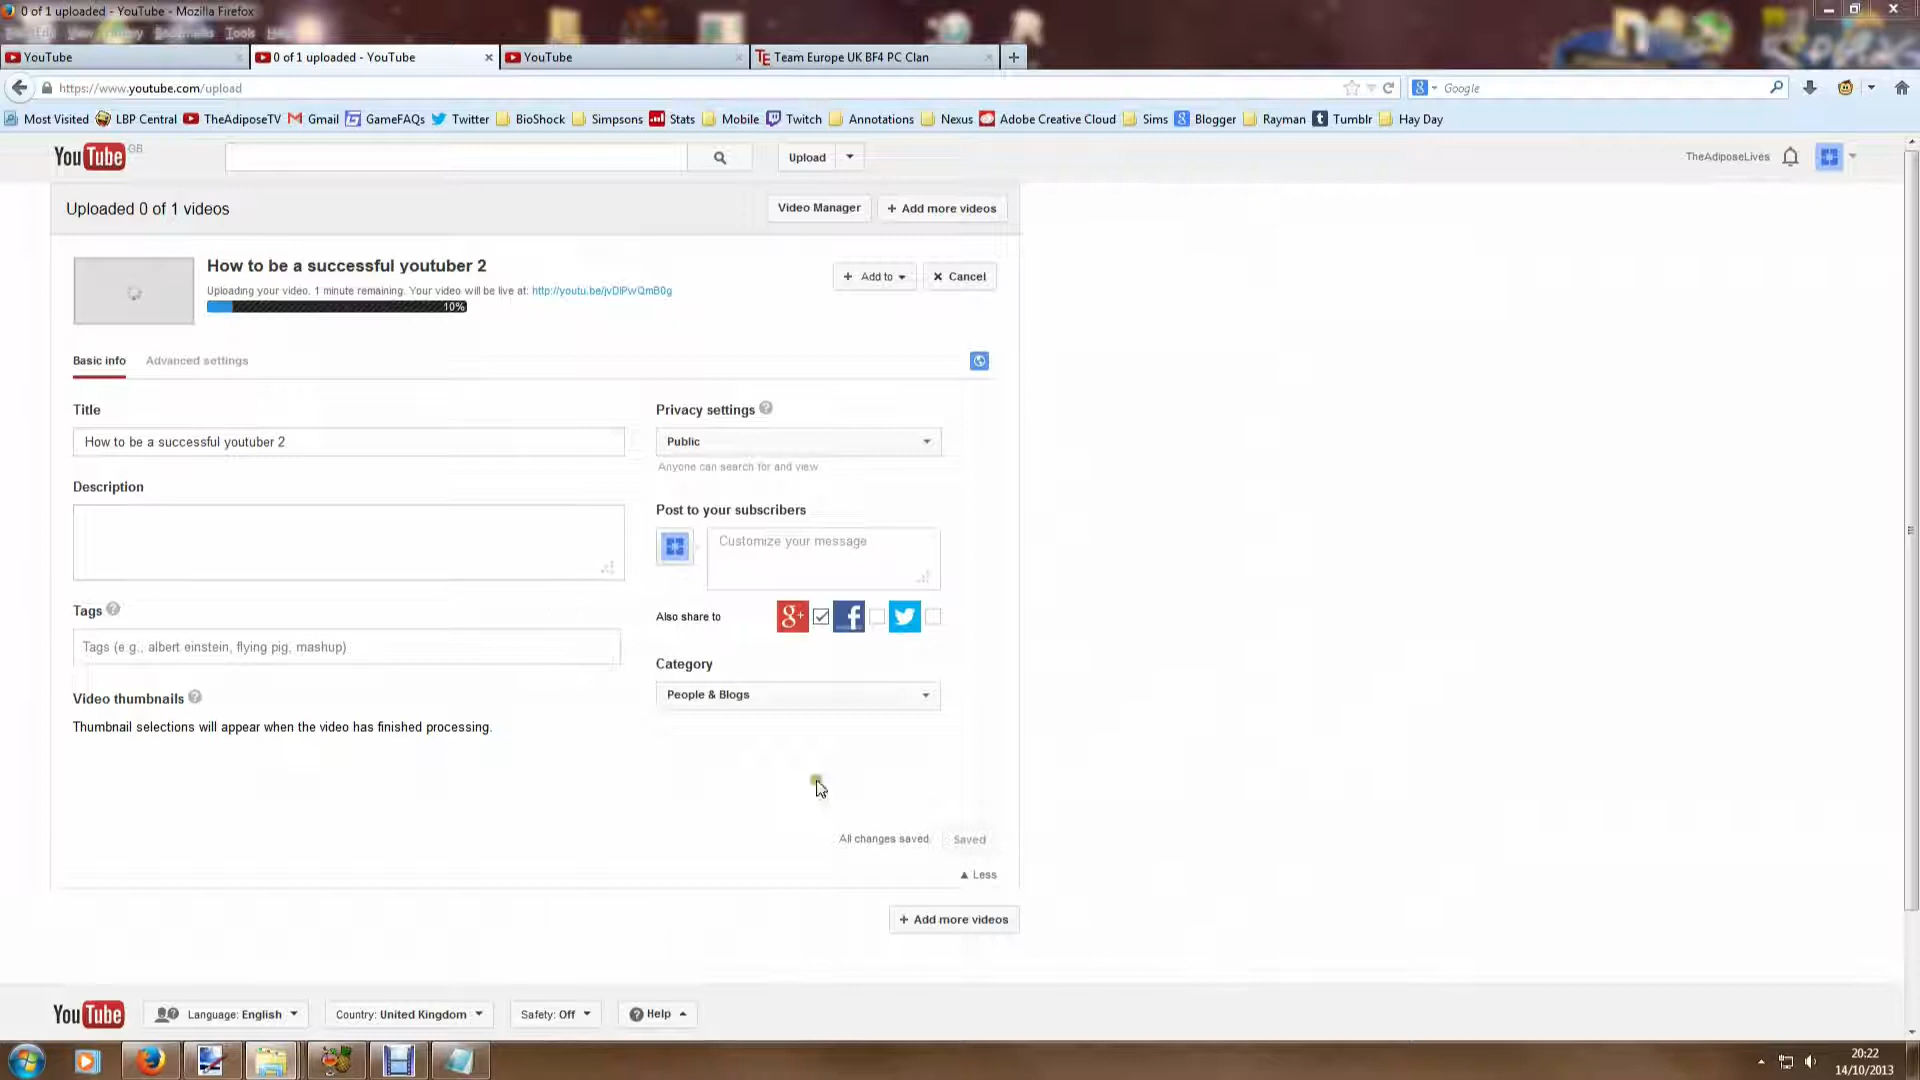 0 of 1 uploaded - YouTube - Mozilla Firefox
Tools
YouTube
0 of 1 uploaded - YouTube
YouTube
TE Team Europe UK BF4 PC Clan
https://www.youtube.com/upload
Google
Most Visited LBP Central TheAdiposeTV Gmail GameFAQs Twitter BioShock Simpsons Stats Mobile Twitch Annotations Nexus Adobe Creative Cloud Sims Blogger Rayman Tumblr Hay Day
YouTube GB
Upload
TheAdiposeLives
Uploaded 0 of 1 videos
Video Manager
+ Add more videos
How to be a successful youtuber 2
+ Add to
× Cancel
Uploading your video. 1 minute remaining. Your video will be live at: http://youtu.be/jvDlPwQmB0g
10%
Basic info
Advanced settings
Title
How to be a successful youtuber 2
Privacy settings ?
Public
Anyone can search for and view
Description
Post to your subscribers
Customize your message
Tags ?
Tags (e.g., albert einstein, flying pig, mashup)
Also share to
Category
People & Blogs
Video thumbnails ?
Thumbnail selections will appear when the video has finished processing.
All changes saved.
Saved
▲ Less
+ Add more videos
YouTube
Language: English
Country: United Kingdom
Safety: Off
Help
20:22
14/10/2013